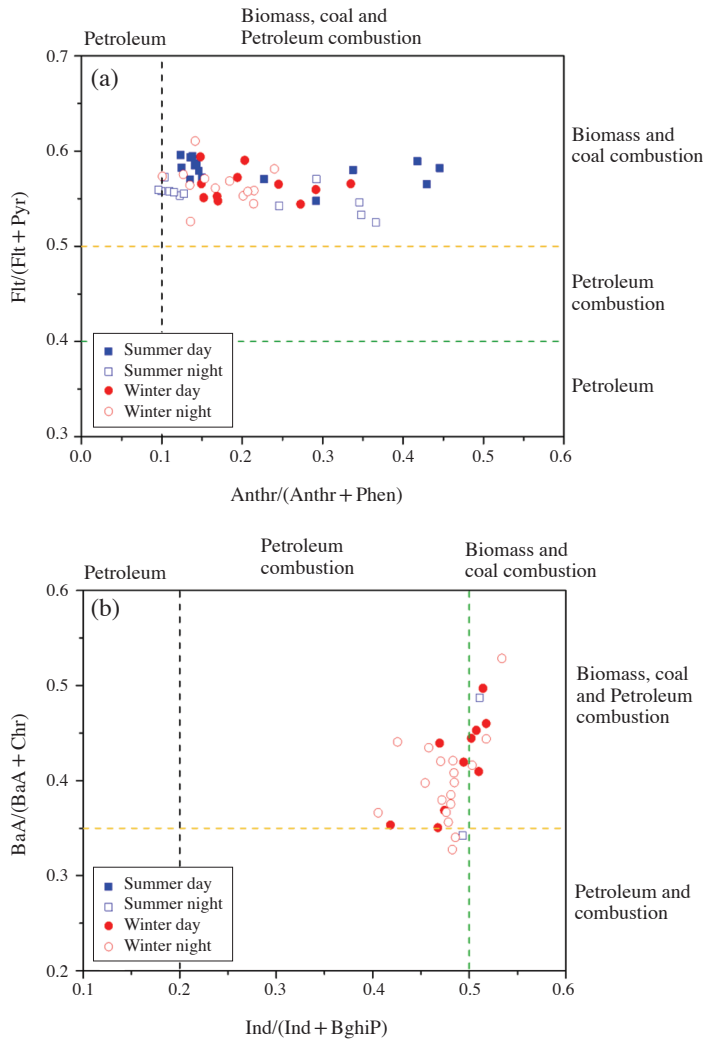 Petroleum
Biomass, coal and
Petroleum combustion
(a)
0.7
0.6
0.5
0.4
0.3
Flt/(Flt + Pyr)
Biomass and
coal combustion
Petroleum
combustion
Petroleum
Summer day
Summer night
Winter day
Winter night
0.0
0.1
0.2
0.3
0.4
0.5
0.6
Anthr/(Anthr + Phen)
Petroleum
Petroleum
combustion
Biomass and
coal combustion
(b)
0.6
0.5
0.4
0.3
0.2
BaA/(BaA + Chr)
Biomass, coal
and Petroleum
combustion
Petroleum and
combustion
Summer day
Summer night
Winter day
Winter night
0.1
0.2
0.3
0.4
0.5
0.6
Ind/(Ind + BghiP)